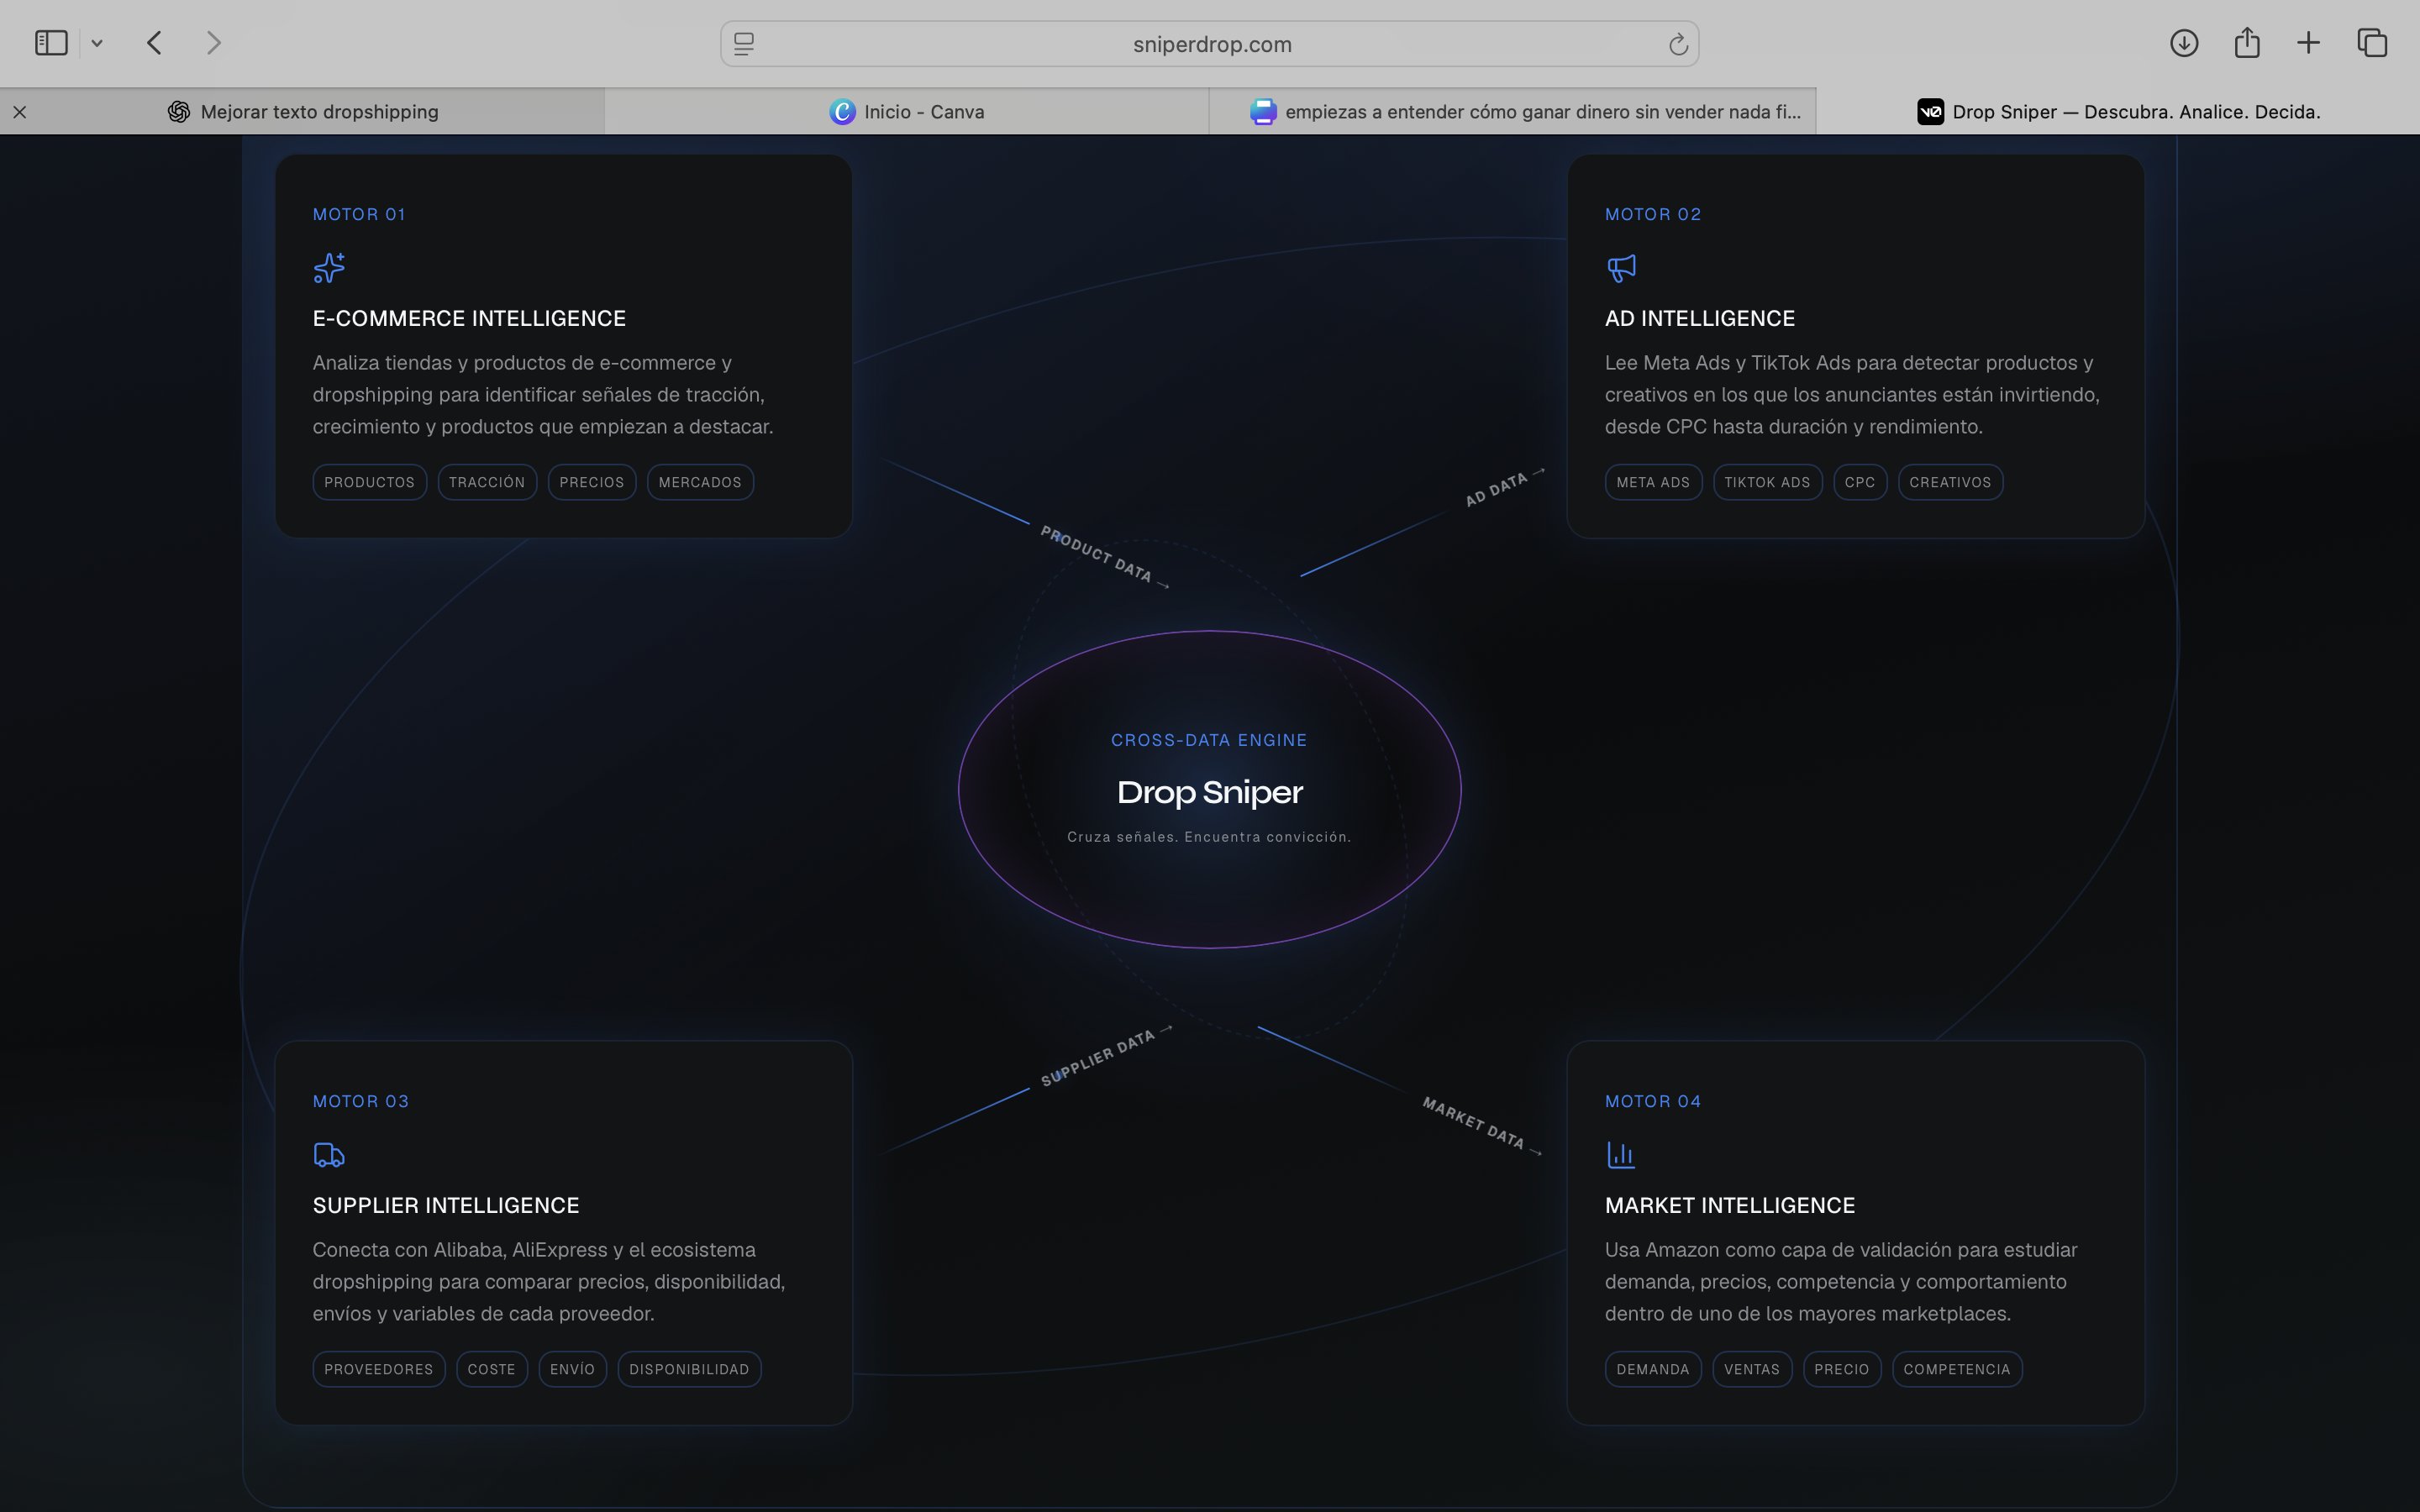 sniperdrop.com
Mejorar texto dropshipping
Inicio - Canva
empiezas a entender cómo ganar dinero sin vender nada fi...
Drop Sniper — Descubra. Analice. Decida.
MOTOR 01
E-COMMERCE INTELLIGENCE
Analiza tiendas y productos de e-commerce y
dropshipping para identificar señales de tracción,
crecimiento y productos que empiezan a destacar.
PRODUCTOS
TRACCIÓN
PRECIOS
MERCADOS
MOTOR 02
AD INTELLIGENCE
Lee Meta Ads y TikTok Ads para detectar productos y
creativos en los que los anunciantes están invirtiendo,
desde CPC hasta duración y rendimiento.
META ADS
TIKTOK ADS
CPC
CREATIVOS
PRODUCT DATA →
AD DATA →
CROSS-DATA ENGINE
Drop Sniper
Cruza señales. Encuentra convicción.
SUPPLIER DATA →
MARKET DATA →
MOTOR 03
SUPPLIER INTELLIGENCE
Conecta con Alibaba, AliExpress y el ecosistema
dropshipping para comparar precios, disponibilidad,
envíos y variables de cada proveedor.
PROVEEDORES
COSTE
ENVÍO
DISPONIBILIDAD
MOTOR 04
MARKET INTELLIGENCE
Usa Amazon como capa de validación para estudiar
demanda, precios, competencia y comportamiento
dentro de uno de los mayores marketplaces.
DEMANDA
VENTAS
PRECIO
COMPETENCIA